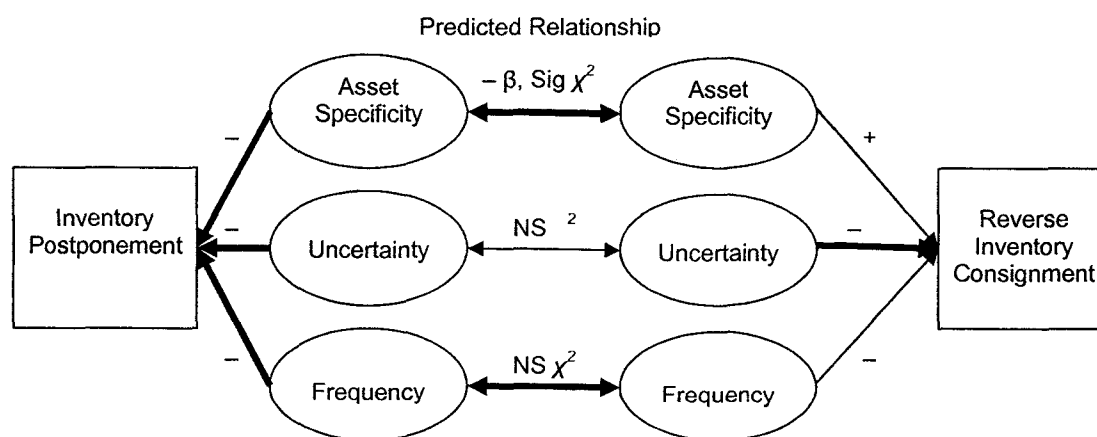 Predicted Relationship
Asset
Specificity
– β, Sig χ²
Asset
Specificity
–
+
Inventory
Postponement
–
Uncertainty
NS ²
Uncertainty
–
Reverse
Inventory
Consignment
–
Frequency
NS χ²
Frequency
–